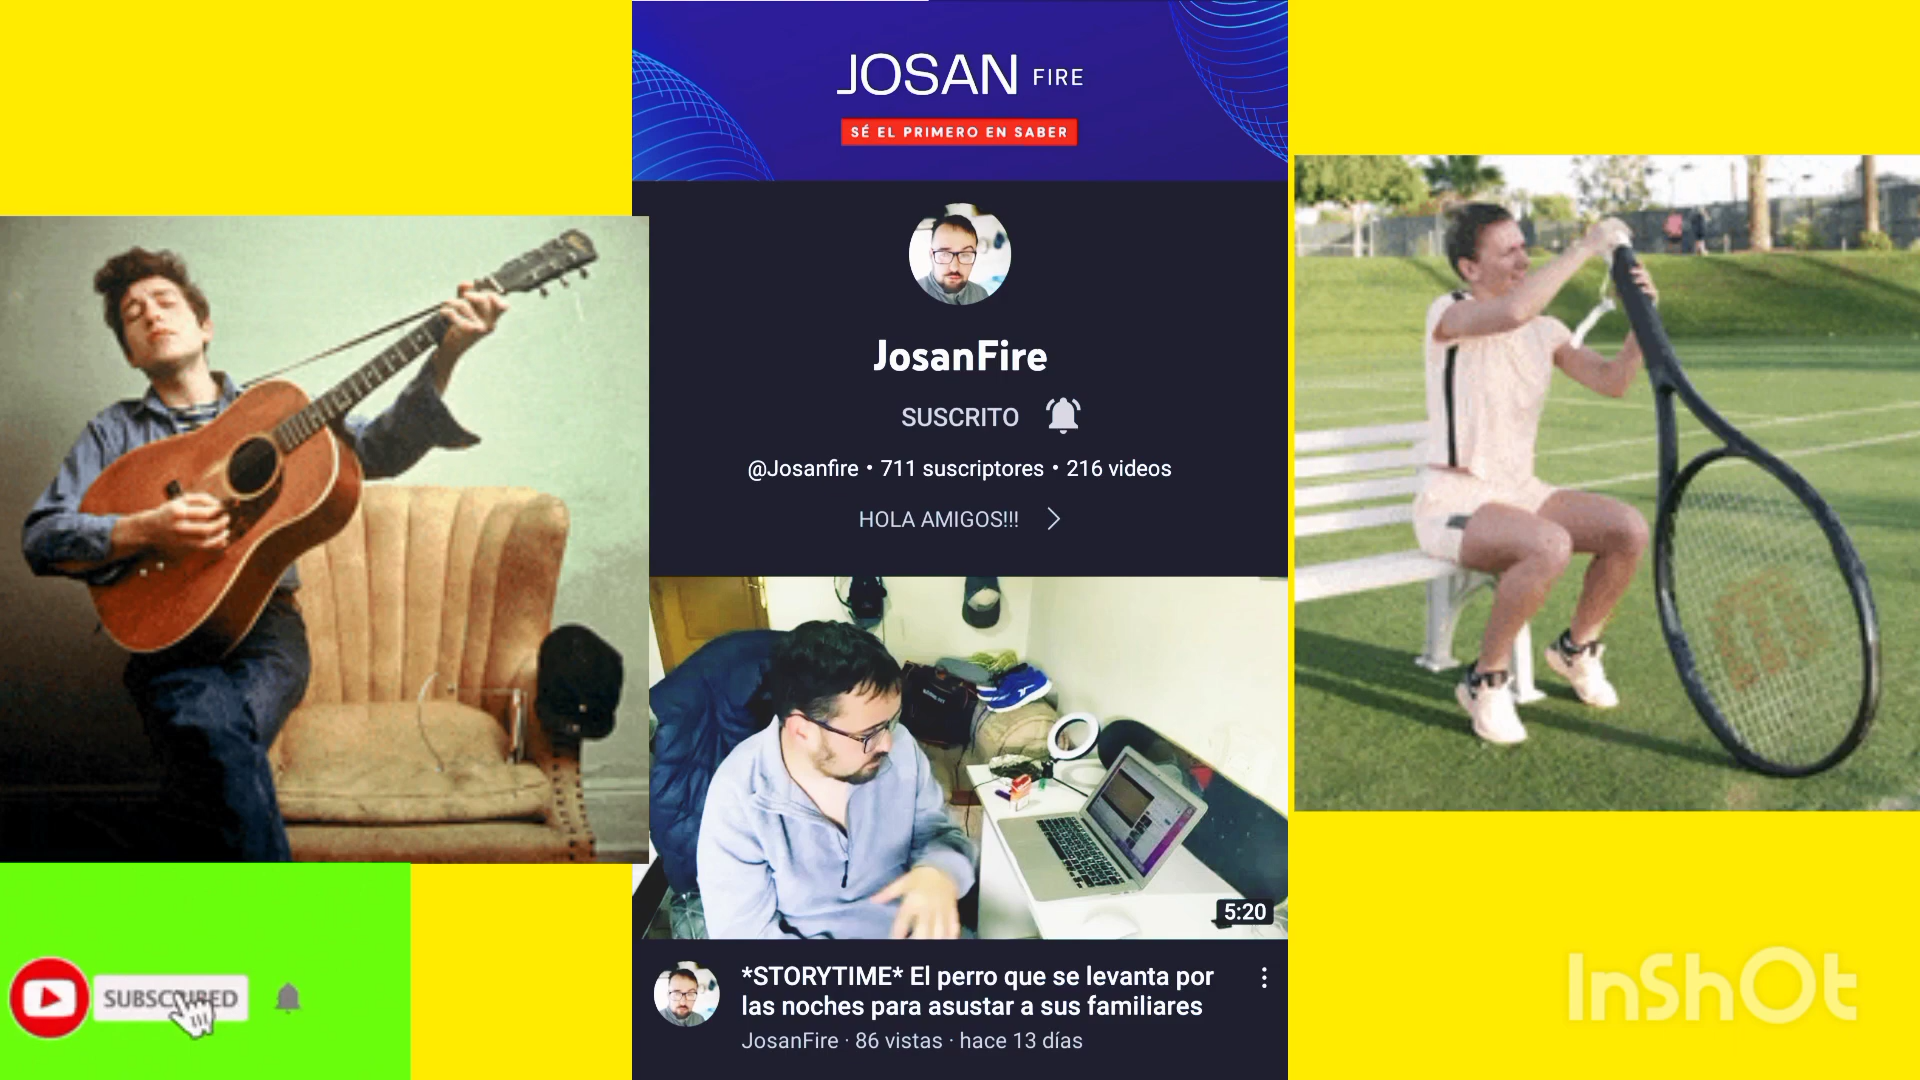 JOSAN FIRE
SÉ EL PRIMERO EN SABER
JosanFire
SUSCRITO
@Josanfire • 711 suscriptores • 216 videos
HOLA AMIGOS!!!
5:20
*STORYTIME* El perro que se levanta por
las noches para asustar a sus familiares
JosanFire · 86 vistas · hace 13 días
SUBSCRIBED
InShOt